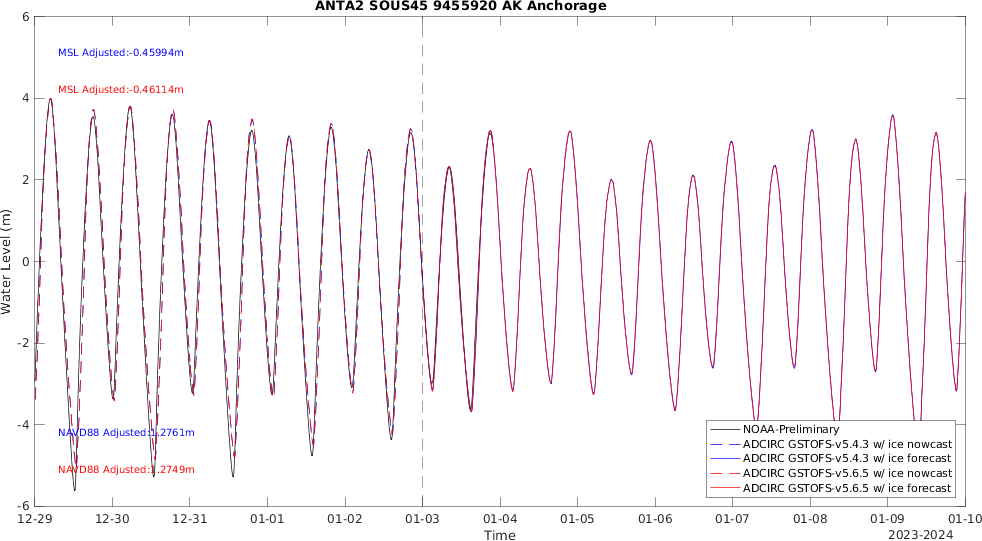 ANTA2 SOUS45 9455920 AK Anchorage
MSL Adjusted:-0.45994m
MSL Adjusted:-0.46114m
NAVD88 Adjusted:1.2761m
NAVD88 Adjusted:1.2749m
Water Level (m)
6
4
2
0
-2
-4
-6
NOAA-Preliminary
ADCIRC GSTOFS-v5.4.3 w/ ice nowcast
ADCIRC GSTOFS-v5.4.3 w/ ice forecast
ADCIRC GSTOFS-v5.6.5 w/ ice nowcast
ADCIRC GSTOFS-v5.6.5 w/ ice forecast
12-29 12-30 12-31 01-01 01-02 01-03 01-04 01-05 01-06 01-07 01-08 01-09 01-10
Time
2023-2024